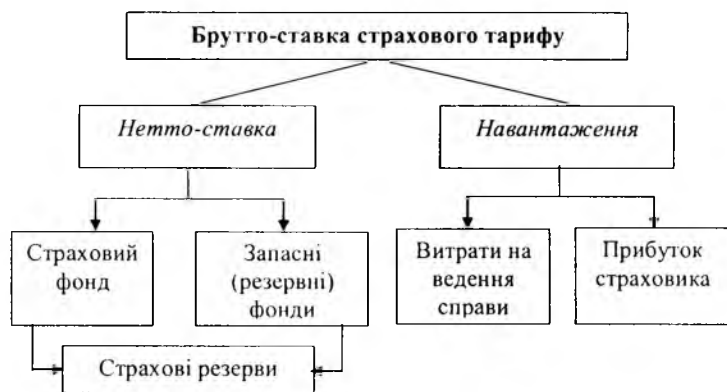 Брутто-ставка страхового тарифу
Нетто-ставка
Навантаження
Страховий
фонд
Запасні
(резервні)
фонди
Витрати на
ведення
справи
Прибуток
страховика
Страхові резерви